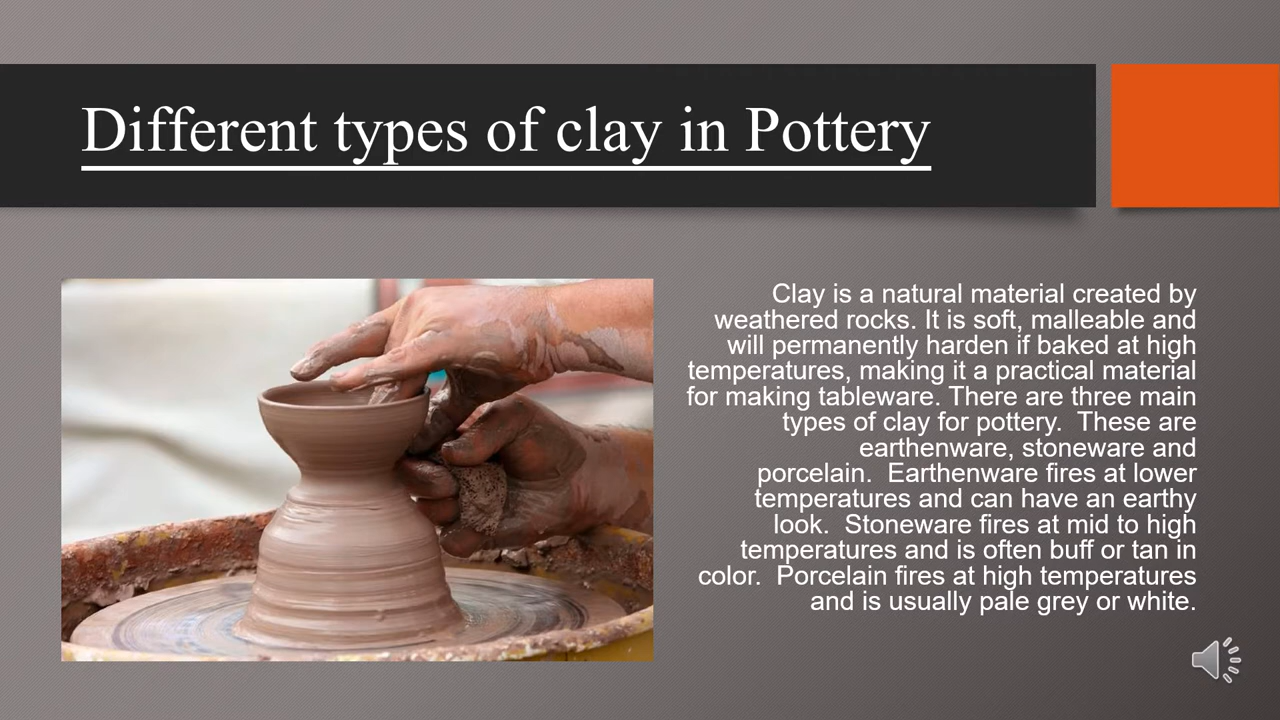 Different types of clay in Pottery
Clay is a natural material created by
weathered rocks. It is soft, malleable and
will permanently harden if baked at high
temperatures, making it a practical material
for making tableware. There are three main
types of clay for pottery.  These are
earthenware, stoneware and
porcelain.  Earthenware fires at lower
temperatures and can have an earthy
look.  Stoneware fires at mid to high
temperatures and is often buff or tan in
color.  Porcelain fires at high temperatures
and is usually pale grey or white.